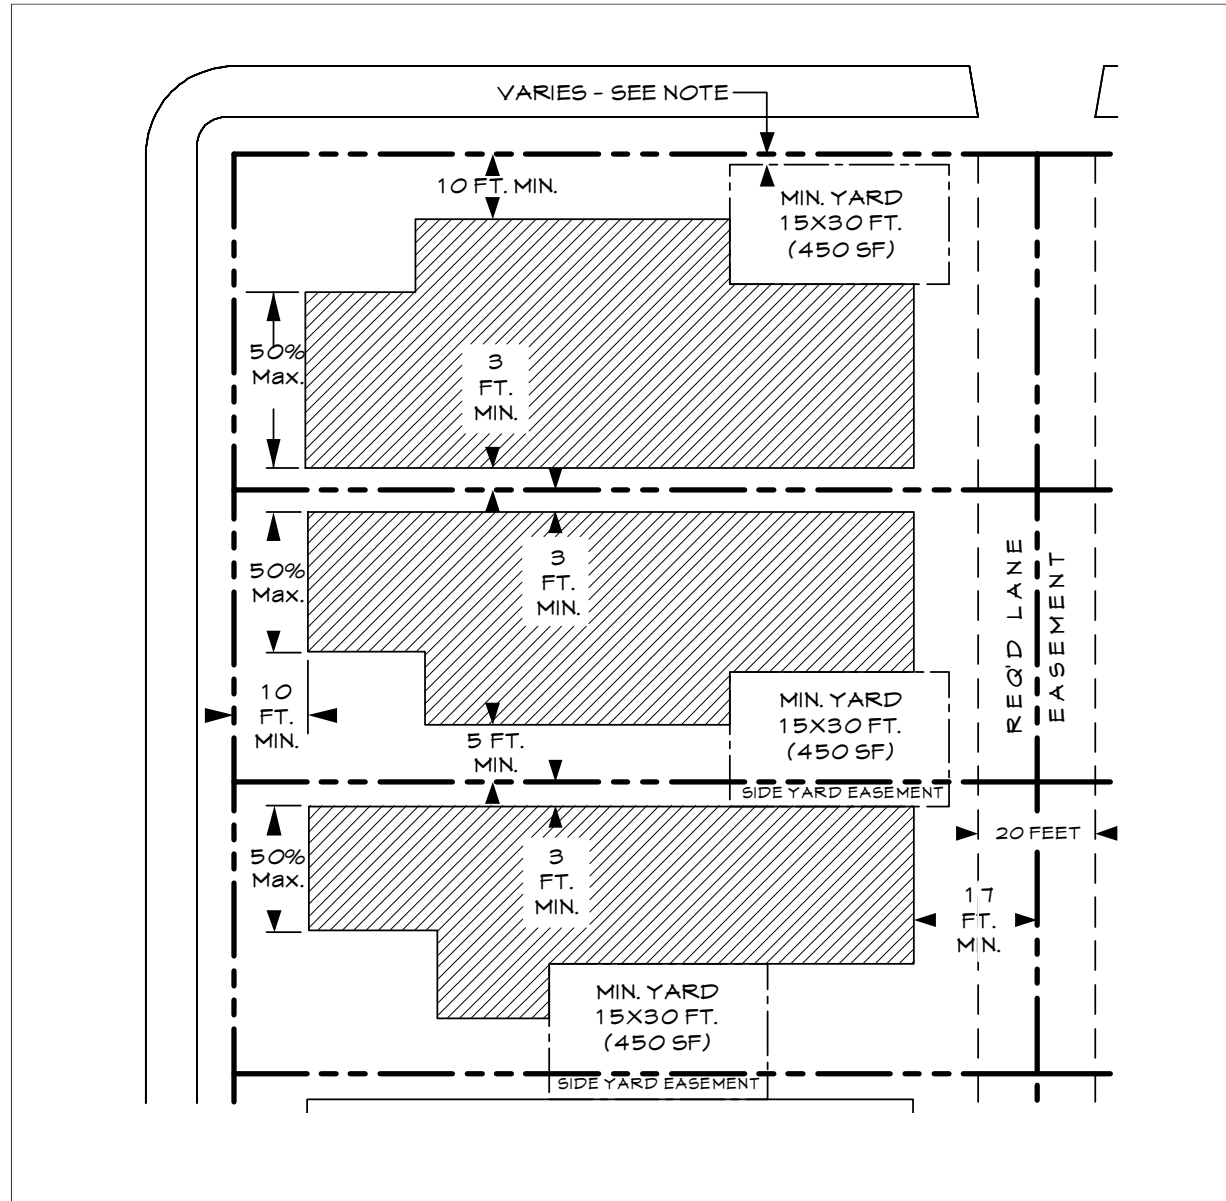 VARIES - SEE NOTE
10 FT. MIN.
MIN. YARD
15X30 FT.
(450 SF)
50%
Max.
3
FT.
MIN.
50%
Max.
3
FT.
MIN.
REQ'D LANE
EASEMENT
10
FT.
MIN.
5 FT.
MIN.
MIN. YARD
15X30 FT.
(450 SF)
SIDE YARD EASEMENT
50%
Max.
3
FT.
MIN.
20 FEET
17
FT.
MIN.
MIN. YARD
15X30 FT.
(450 SF)
SIDE YARD EASEMENT